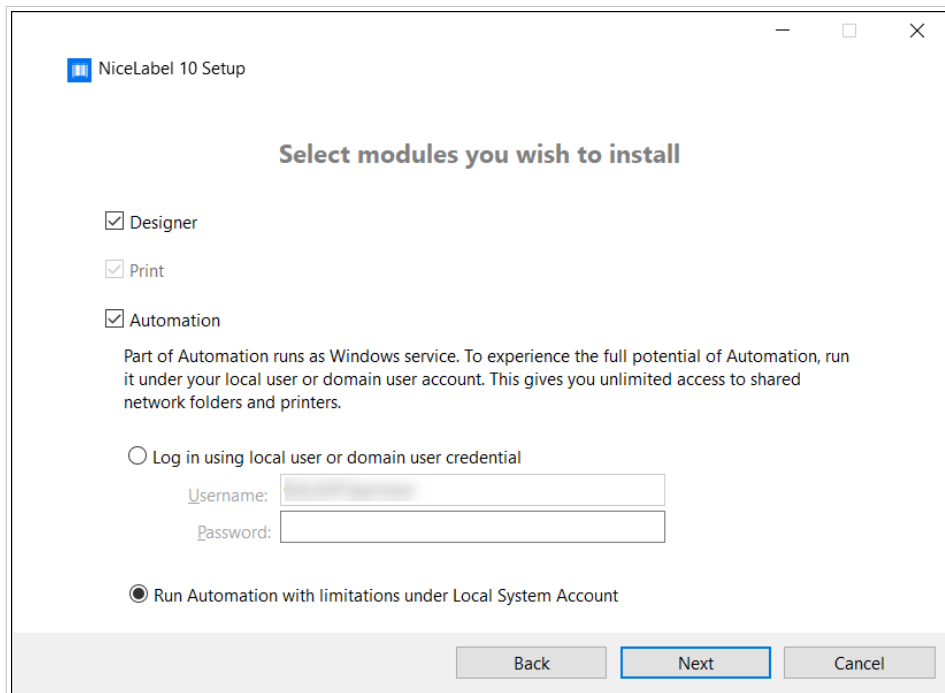 NiceLabel 10 Setup
Select modules you wish to install
Designer
Print
Automation
Part of Automation runs as Windows service. To experience the full potential of Automation, run
it under your local user or domain user account. This gives you unlimited access to shared
network folders and printers.
Log in using local user or domain user credential
Username:
Password:
Run Automation with limitations under Local System Account
Back Next Cancel